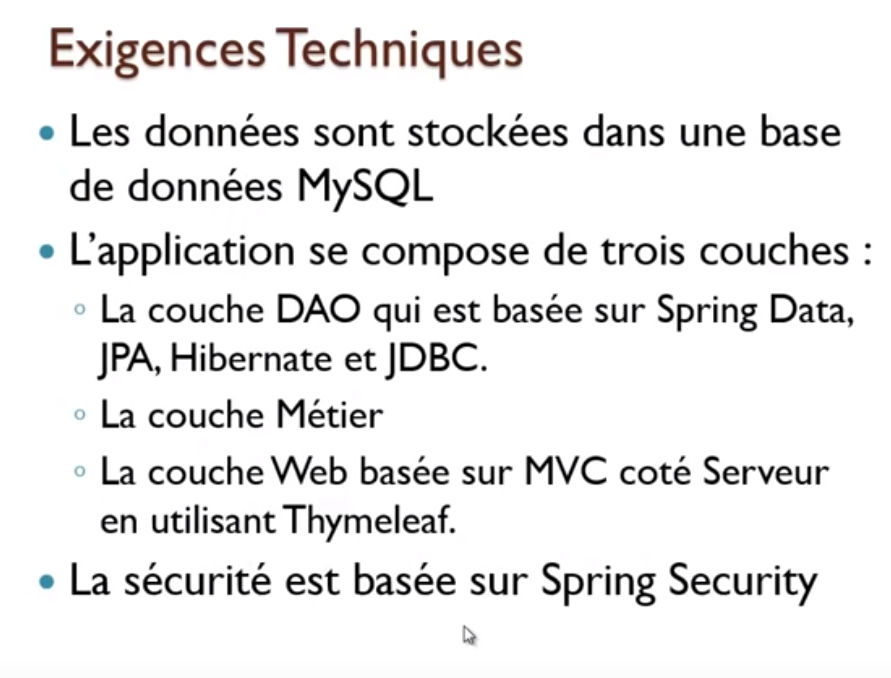 Exigences Techniques
• Les données sont stockées dans une base
de données MySQL
• L’application se compose de trois couches :
◦ La couche DAO qui est basée sur Spring Data,
JPA, Hibernate et JDBC.
◦ La couche Métier
◦ La couche Web basée sur MVC coté Serveur
en utilisant Thymeleaf.
• La sécurité est basée sur Spring Security